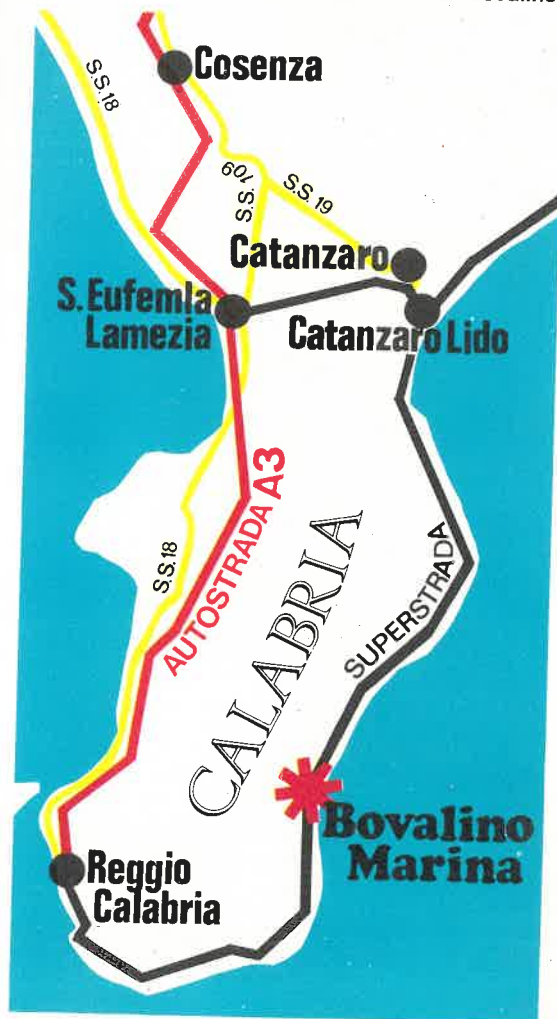 Cosenza
S.S.18
S.S. 109
S.S. 19
Catanzaro
S. Eufemia
Lamezia
Catanzaro Lido
AUTOSTRADA A3
S.S.18
CALABRIA
SUPERSTRADA
Bovalino
Marina
Reggio
Calabria